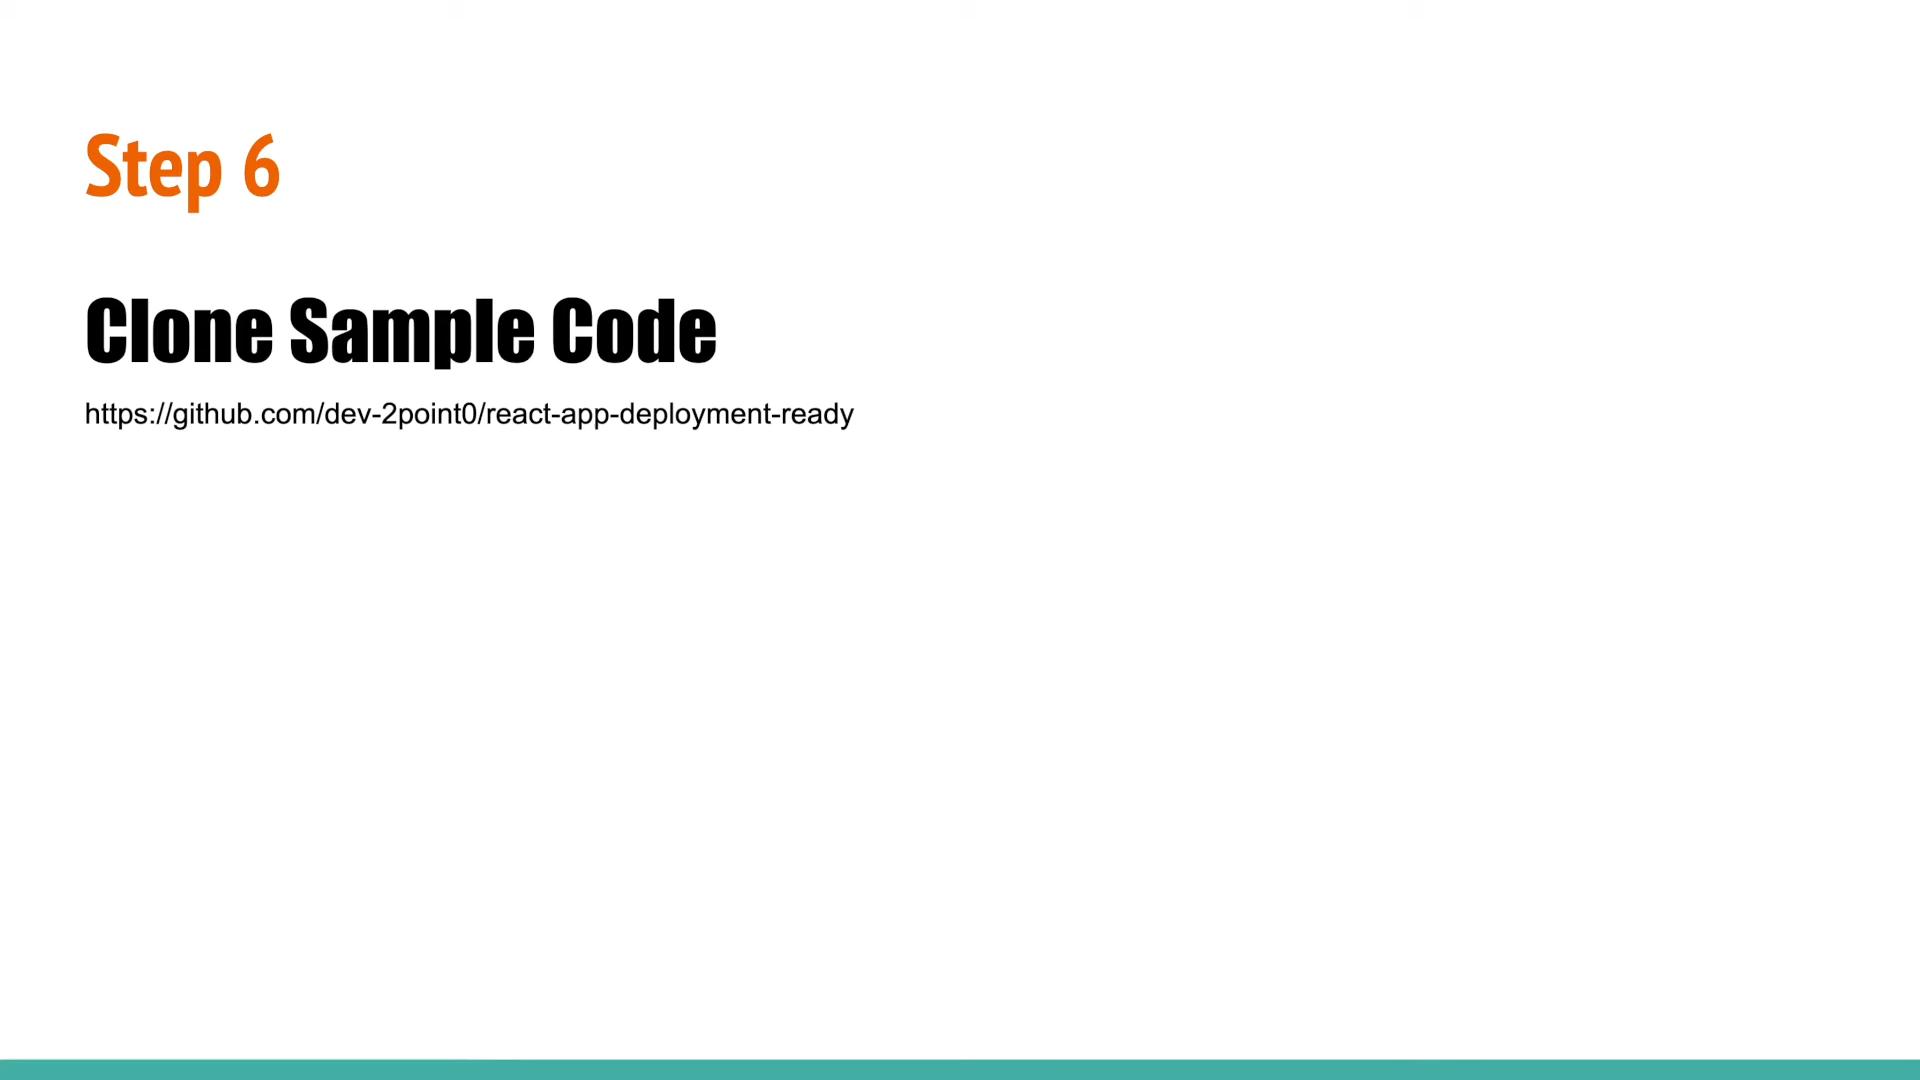 Step 6
Clone Sample Code
https://github.com/dev-2point0/react-app-deployment-ready